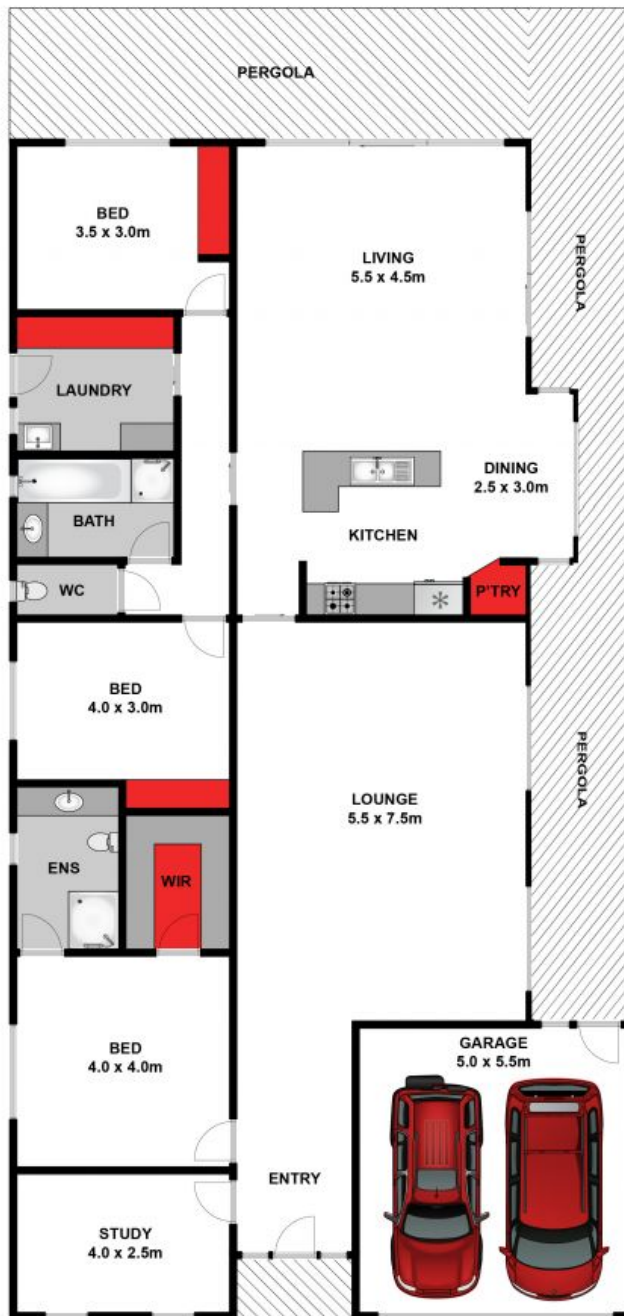 PERGOLA
BED
3.5 x 3.0m
LIVING
5.5 x 4.5m
PERGOLA
LAUNDRY
DINING
2.5 x 3.0m
BATH
KITCHEN
WC
P'TRY
BED
4.0 x 3.0m
PERGOLA
LOUNGE
5.5 x 7.5m
ENS
WIR
BED
4.0 x 4.0m
GARAGE
5.0 x 5.5m
ENTRY
STUDY
4.0 x 2.5m